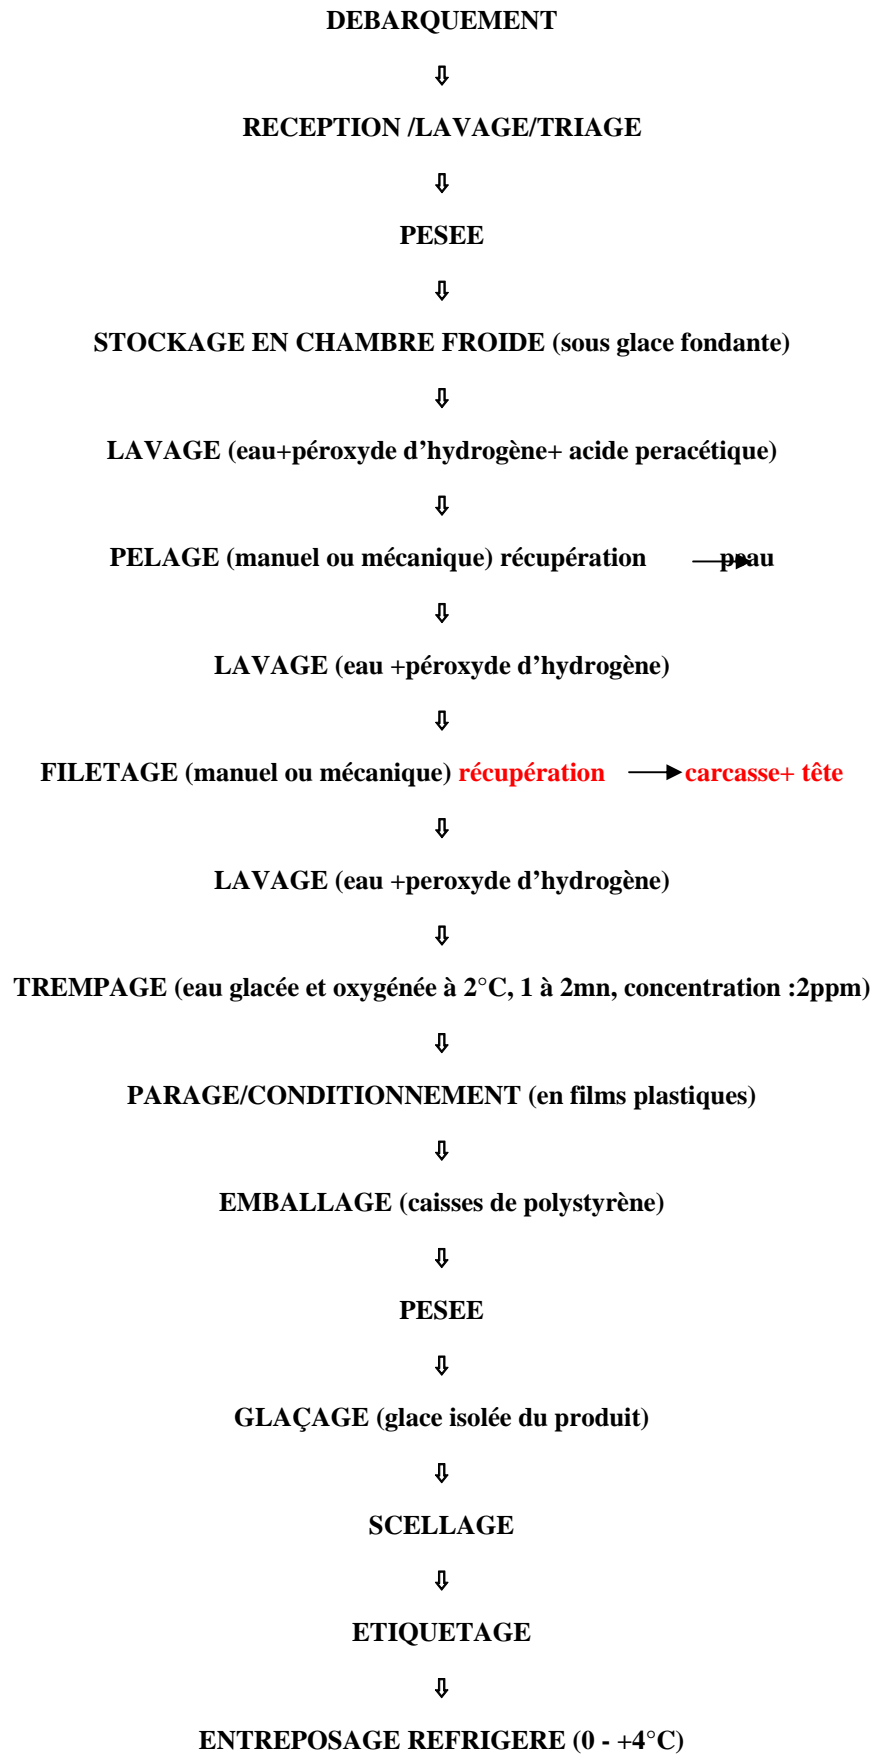 DEBARQUEMENT
⇩
RECEPTION /LAVAGE/TRIAGE
⇩
PESEE
⇩
STOCKAGE EN CHAMBRE FROIDE (sous glace fondante)
⇩
LAVAGE (eau+péroxyde d’hydrogène+ acide peracétique)
⇩
PELAGE (manuel ou mécanique) récupération → peau
⇩
LAVAGE (eau +péroxyde d’hydrogène)
⇩
FILETAGE (manuel ou mécanique) récupération → carcasse+ tête
⇩
LAVAGE (eau +peroxyde d’hydrogène)
⇩
TREMPAGE (eau glacée et oxygénée à 2°C, 1 à 2mn, concentration :2ppm)
⇩
PARAGE/CONDITIONNEMENT (en films plastiques)
⇩
EMBALLAGE (caisses de polystyrène)
⇩
PESEE
⇩
GLAÇAGE (glace isolée du produit)
⇩
SCELLAGE
⇩
ETIQUETAGE
⇩
ENTREPOSAGE REFRIGERE (0 - +4°C)